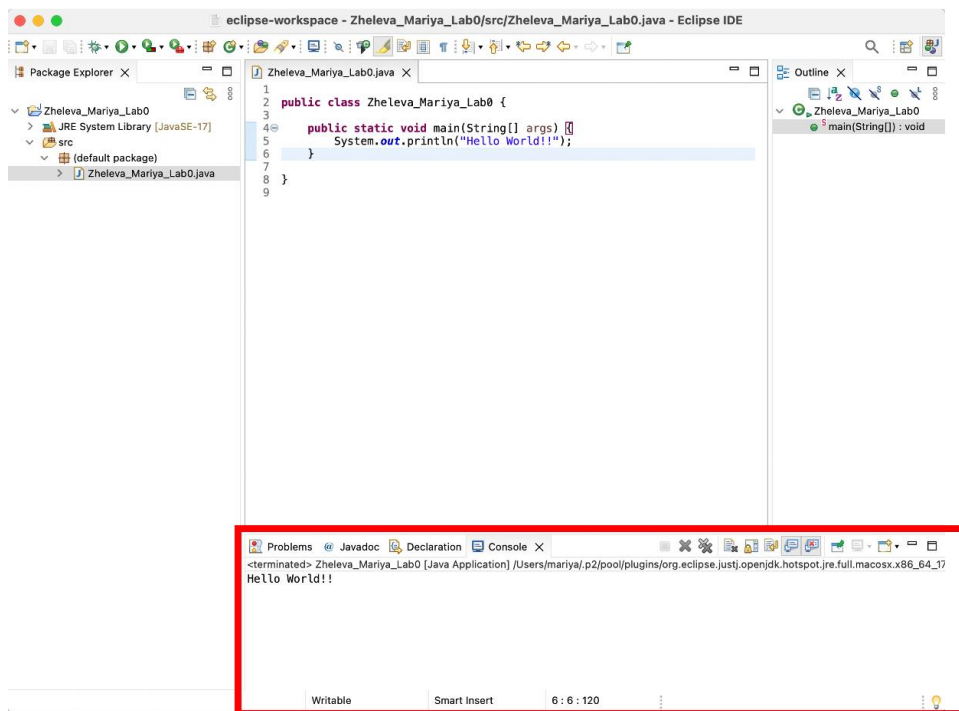 eclipse-workspace - Zheleva_Mariya_Lab0/src/Zheleva_Mariya_Lab0.java - Eclipse IDE
Package Explorer
Zheleva_Mariya_Lab0
JRE System Library [JavaSE-17]
src
(default package)
Zheleva_Mariya_Lab0.java
Zheleva_Mariya_Lab0.java
1
2 public class Zheleva_Mariya_Lab0 {
3
4 public static void main(String[] args) {
5 System.out.println("Hello World!!");
6 }
7
8 }
9
Outline
Zheleva_Mariya_Lab0
S main(String[]) : void
Problems @ Javadoc Declaration Console
<terminated> Zheleva_Mariya_Lab0 [Java Application] /Users/mariya/.p2/pool/plugins/org.eclipse.justj.openjdk.hotspot.jre.full.macosx.x86_64_17
Hello World!!
Writable Smart Insert 6 : 6 : 120